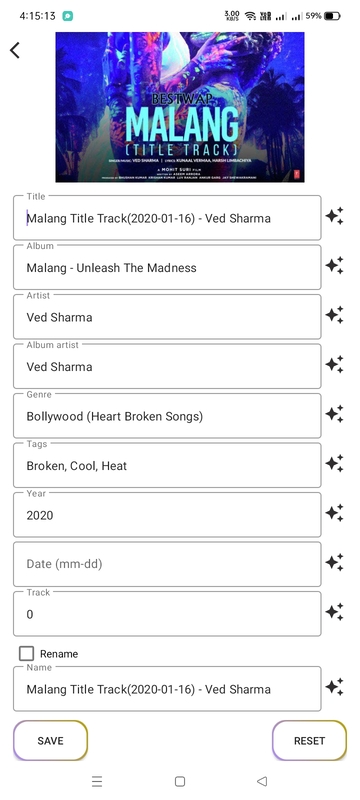 4:15:13
3.00 KB/S
59%
BESTWAP
MALANG
(TITLE TRACK)
SINGER/MUSIC: VED SHARMA | LYRICS: KUNAAL VERMAA, HARSH LIMBACHIYA
A MOHIT SURI FILM
Title
Malang Title Track(2020-01-16) - Ved Sharma
Album
Malang - Unleash The Madness
Artist
Ved Sharma
Album artist
Ved Sharma
Genre
Bollywood (Heart Broken Songs)
Tags
Broken, Cool, Heat
Year
2020
Date (mm-dd)
Track
0
Rename
Name
Malang Title Track(2020-01-16) - Ved Sharma
SAVE
RESET